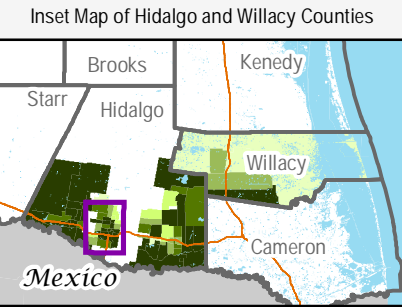 Inset Map of Hidalgo and Willacy Counties
Brooks
Kenedy
Starr
Hidalgo
Willacy
Cameron
Mexico